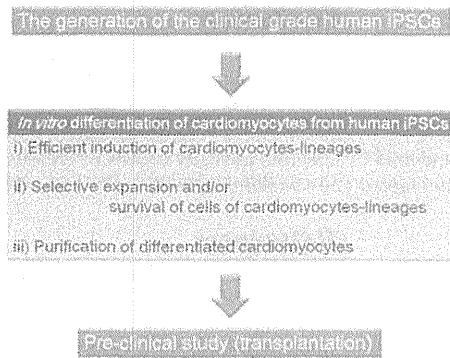 The generation of the clinical grade human iPSCs
In vitro differentiation of cardiomyocytes from human iPSCs
i) Efficient induction of cardiomyocytes-lineages
ii) Selective expansion and/or
survival of cells of cardiomyocytes-lineages
iii) Purification of differentiated cardiomyocytes
Pre-clinical study (transplantation)